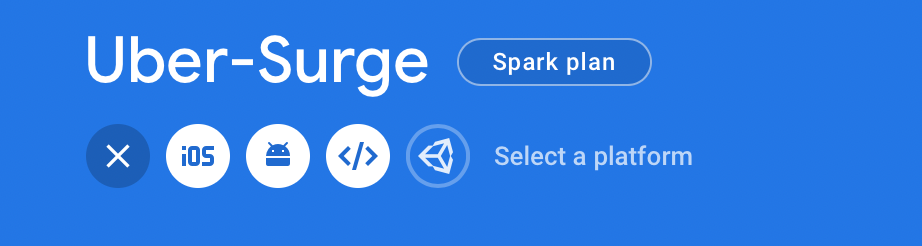 Uber-Surge Spark plan
iOS </> Select a platform